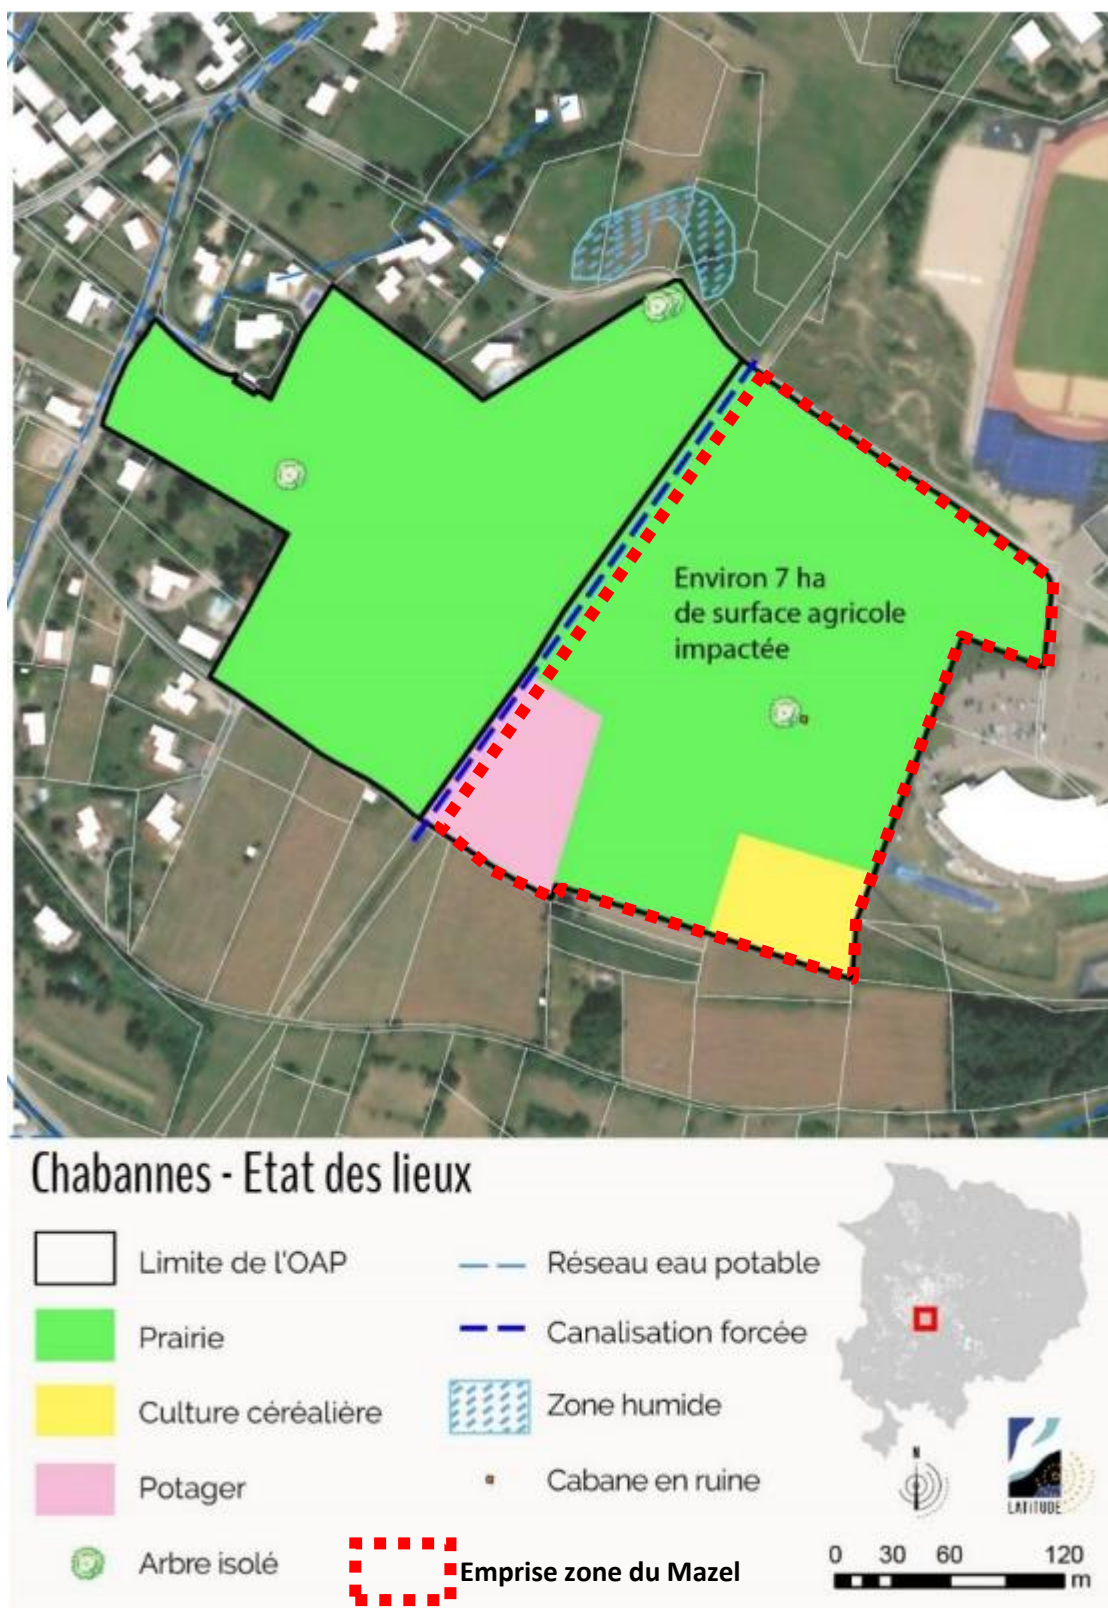 Environ 7 ha
de surface agricole
impactée
Chabannes - Etat des lieux
Limite de l'OAP
Prairie
Culture céréalière
Potager
Arbre isolé
Réseau eau potable
Canalisation forcée
Zone humide
Cabane en ruine
Emprise zone du Mazel
N
LATITUDE
0 30 60 120
m